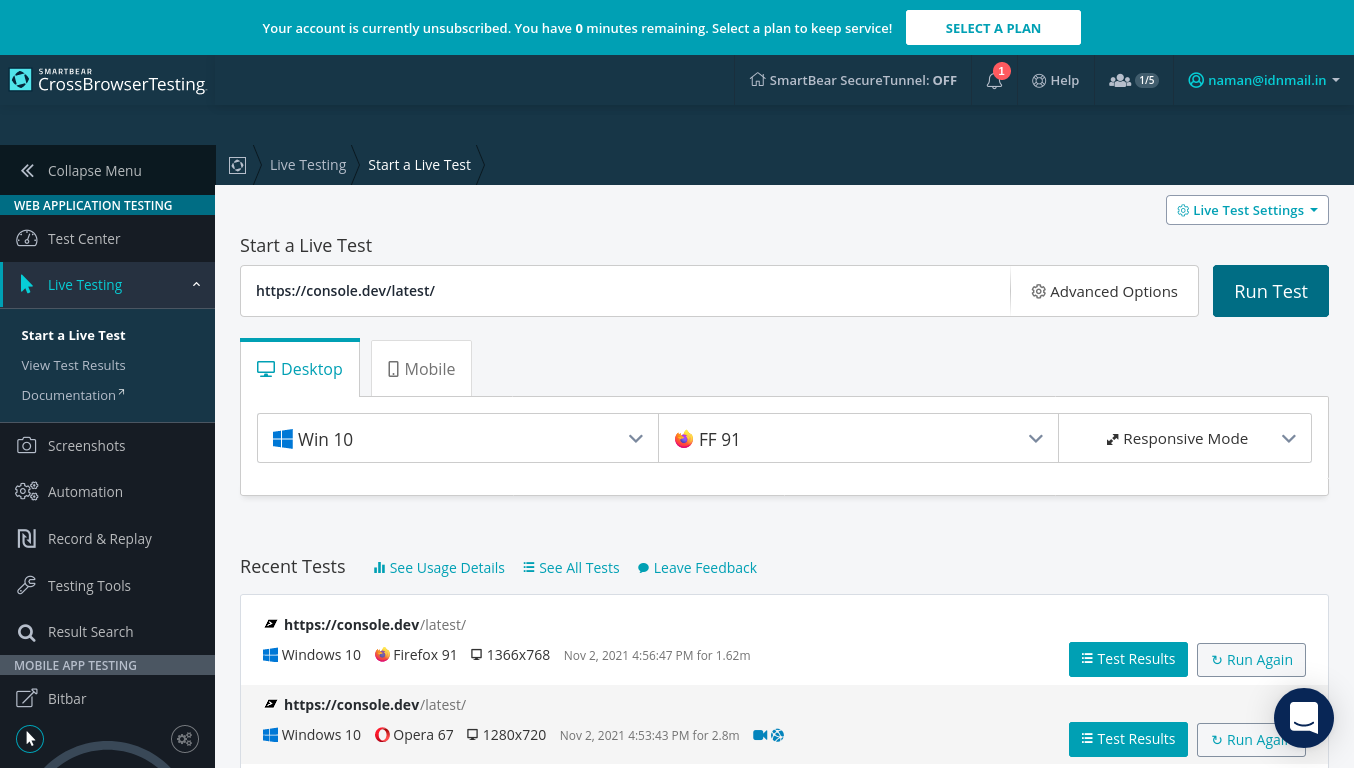 Your account is currently unsubscribed. You have 0 minutes remaining. Select a plan to keep service!
SELECT A PLAN
SMARTBEAR
CrossBrowserTesting
SmartBear SecureTunnel: OFF
1
Help
1/5
naman@idnmail.in
Collapse Menu
Live Testing
Start a Live Test
WEB APPLICATION TESTING
Test Center
Live Testing
Start a Live Test
View Test Results
Documentation
Screenshots
Automation
Record & Replay
Testing Tools
Result Search
MOBILE APP TESTING
Bitbar
Live Test Settings
Start a Live Test
https://console.dev/latest/
Advanced Options
Run Test
Desktop
Mobile
Win 10
FF 91
Responsive Mode
Recent Tests
See Usage Details
See All Tests
Leave Feedback
https://console.dev/latest/
Windows 10 Firefox 91 1366x768 Nov 2, 2021 4:56:47 PM for 1.62m
Test Results
Run Again
https://console.dev/latest/
Windows 10 Opera 67 1280x720 Nov 2, 2021 4:53:43 PM for 2.8m
Test Results
Run Again